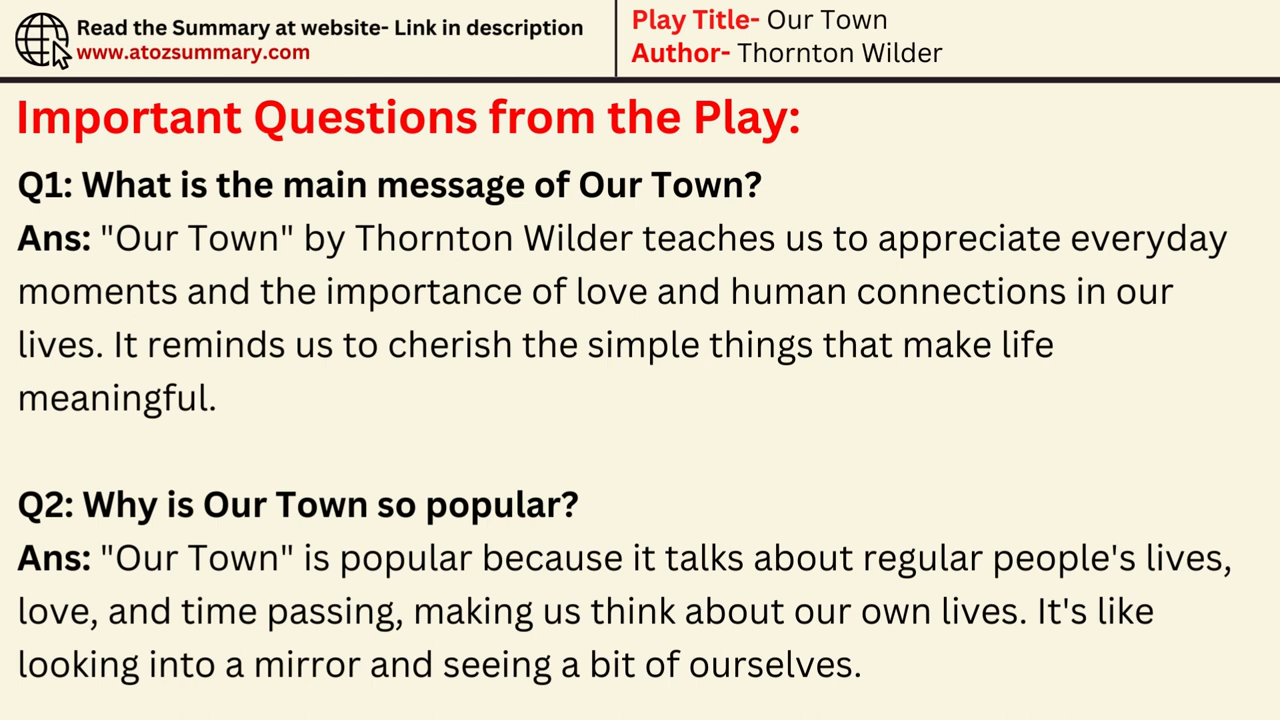 Read the Summary at website- Link in description
www.atozsummary.com
Play Title- Our Town
Author- Thornton Wilder
Important Questions from the Play:
Q1: What is the main message of Our Town?
Ans: "Our Town" by Thornton Wilder teaches us to appreciate everyday
moments and the importance of love and human connections in our
lives. It reminds us to cherish the simple things that make life
meaningful.
Q2: Why is Our Town so popular?
Ans: "Our Town" is popular because it talks about regular people's lives,
love, and time passing, making us think about our own lives. It's like
looking into a mirror and seeing a bit of ourselves.